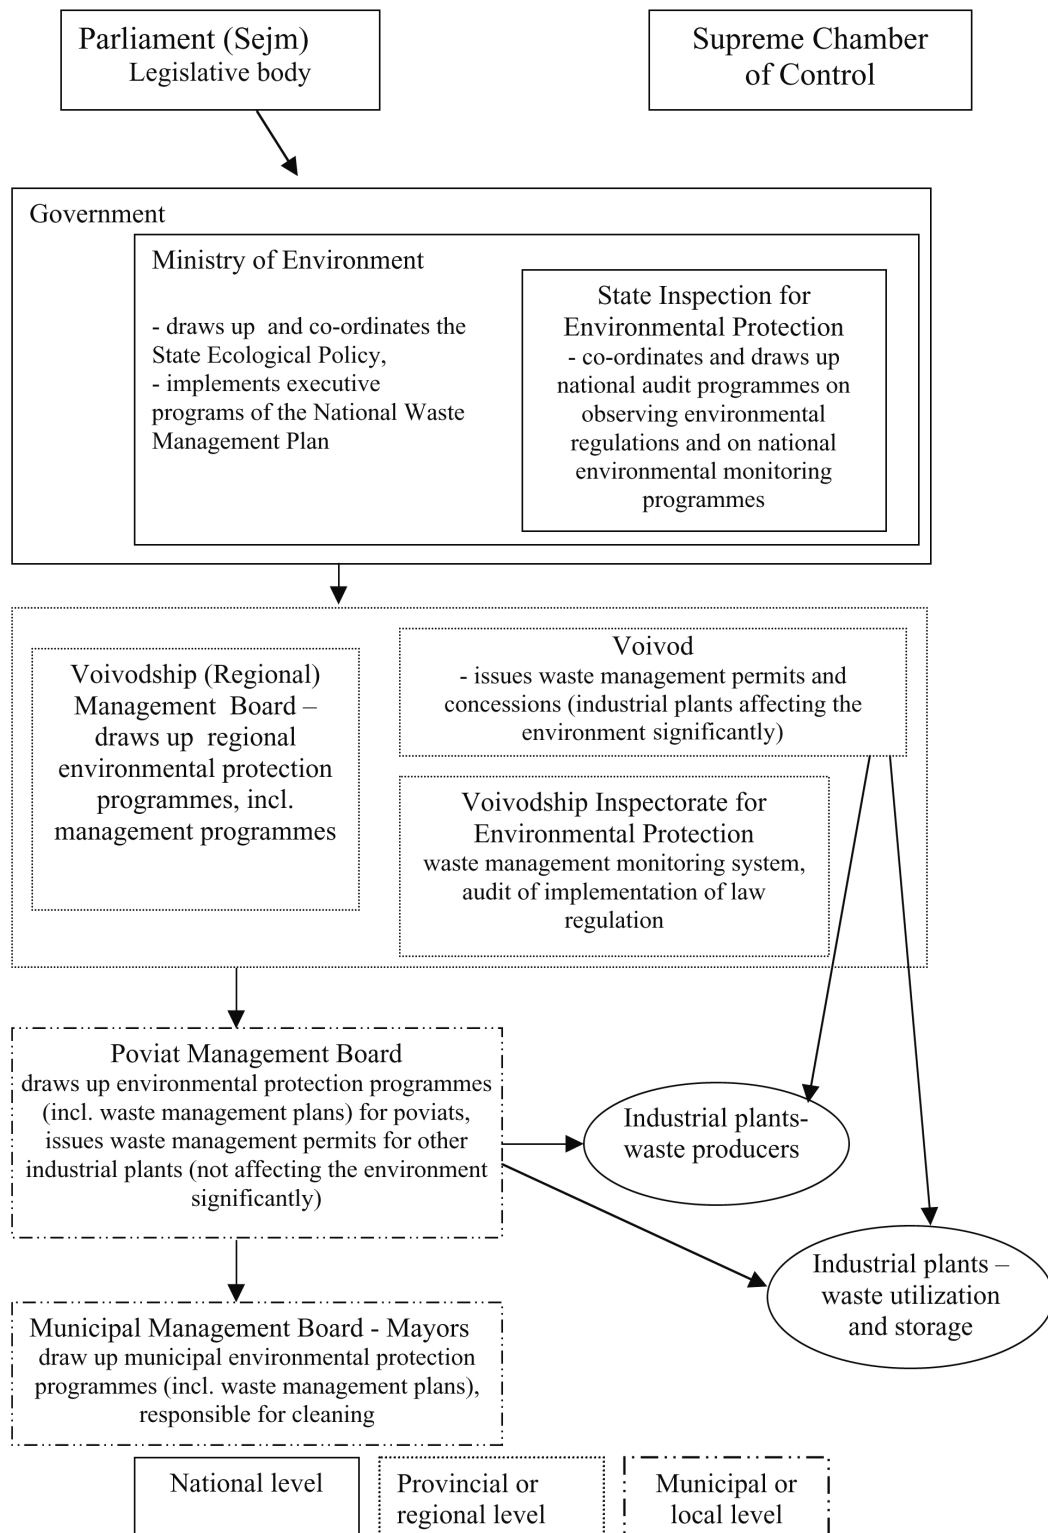 Parliament (Sejm)
Legislative body
Supreme Chamber
of Control
Government
Ministry of Environment
- draws up and co-ordinates the
State Ecological Policy,
- implements executive
programs of the National Waste
Management Plan
State Inspection for
Environmental Protection
- co-ordinates and draws up
national audit programmes on
observing environmental
regulations and on national
environmental monitoring
programmes
Voivodship (Regional)
Management Board –
draws up regional
environmental protection
programmes, incl.
management programmes
Voivod
- issues waste management permits and
concessions (industrial plants affecting the
environment significantly)
Voivodship Inspectorate for
Environmental Protection
waste management monitoring system,
audit of implementation of law
regulation
Poviat Management Board
draws up environmental protection programmes
(incl. waste management plans) for poviats,
issues waste management permits for other
industrial plants (not affecting the environment
significantly)
Industrial plants-
waste producers
Industrial plants –
waste utilization
and storage
Municipal Management Board - Mayors
draw up municipal environmental protection
programmes (incl. waste management plans),
responsible for cleaning
National level
Provincial or
regional level
Municipal or
local level